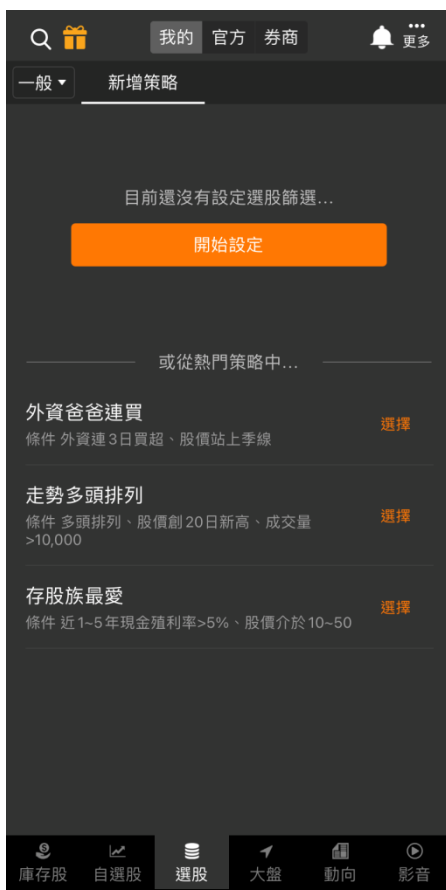 我的 官方 券商 更多
一般 新增策略
目前還沒有設定選股篩選...
開始設定
或從熱門策略中...
外資爸爸連買
條件 外資連3日買超、股價站上季線
選擇
走勢多頭排列
條件 多頭排列、股價創20日新高、成交量
>10,000
選擇
存股族最愛
條件 近1~5年現金殖利率>5%、股價介於10~50
選擇
庫存股 自選股 選股 大盤 動向 影音